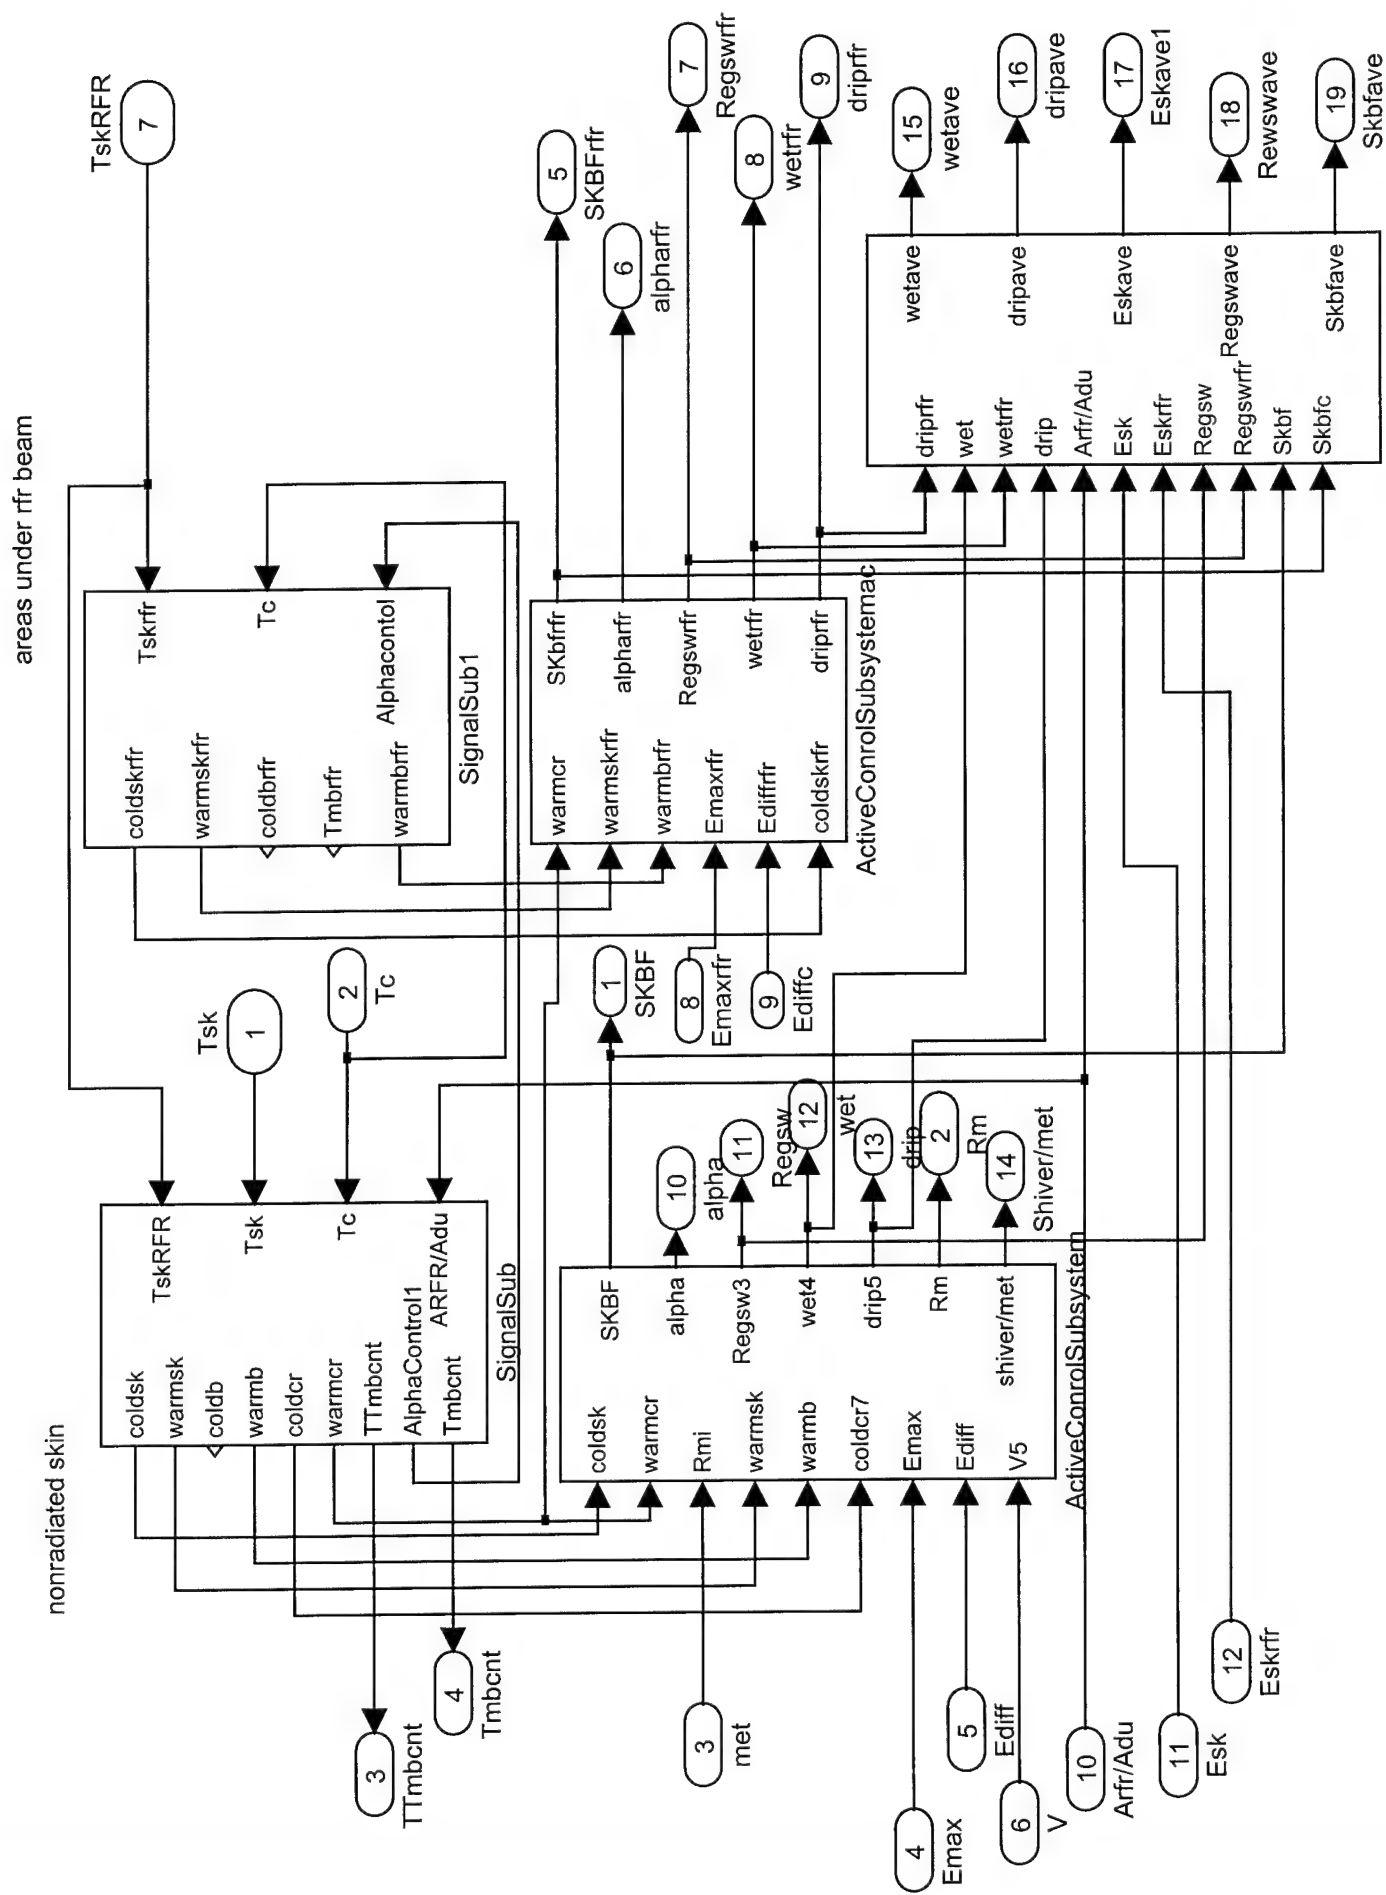 nonradiated skin
areas under rfr beam
TskRFR
7
Tsk
1
2
Tc
TskRFR
Tsk
Tc
ARFR/Adu
coldsk
warmsk
coldb
warmb
coldcr
warmcr
TTmbcnt
AlphaControl1
Tmbcnt
SignalSub
3
TTmbcnt
4
Tmbcnt
Tskrfr
Tc
Alphacontol
coldskrfr
warmskrfr
coldbrfr
Tmbrfr
warmbrfr
SignalSub1
coldsk
warmcr
Rmi
warmsk
warmb
coldcr7
Emax
Ediff
V5
SKBF
alpha
Regsw3
wet4
drip5
Rm
shiver/met
ActiveConrolSubsystem
3
met
4
Emax
5
Ediff
6
V
10
Arfr/Adu
11
Esk
12
Eskrfr
1
SKBF
10
alpha
11
Regsw
12
wet
13
drip
2
Rm
14
Shiver/met
8
Emaxrfr
9
Ediffc
warmcr
warmskrfr
warmbrfr
Emaxrfr
Ediffrfr
coldskrfr
SKbfrfr
alpharfr
Regswrfr
wetrfr
driprfr
ActiveConrolSubsystemac
5
SKBFrfr
6
alpharfr
7
Regswrfr
8
wetrfr
9
driprfr
driprfr
wet
wetrfr
drip
Arfr/Adu
Esk
Eskrfr
Regsw
Regswrfr
Skbf
Skbfc
wetave
dripave
Eskave
Regswave
Skbfave
15
wetave
16
dripave
17
Eskave1
18
Rewswave
19
Skbfave